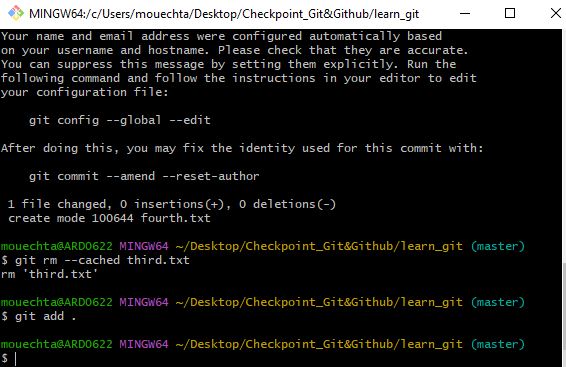 MINGW64:/c/Users/mouechta/Desktop/Checkpoint_Git&Github/learn_git
Your name and email address were configured automatically based
on your username and hostname. Please check that they are accurate.
You can suppress this message by setting them explicitly. Run the
following command and follow the instructions in your editor to edit
your configuration file:
git config --global --edit
After doing this, you may fix the identity used for this commit with:
git commit --amend --reset-author
1 file changed, 0 insertions(+), 0 deletions(-)
create mode 100644 fourth.txt
mouechta@ARDO622 MINGW64 ~/Desktop/Checkpoint_Git&Github/learn_git (master)
$ git rm --cached third.txt
rm 'third.txt'
mouechta@ARDO622 MINGW64 ~/Desktop/Checkpoint_Git&Github/learn_git (master)
$ git add .
mouechta@ARDO622 MINGW64 ~/Desktop/Checkpoint_Git&Github/learn_git (master)
$